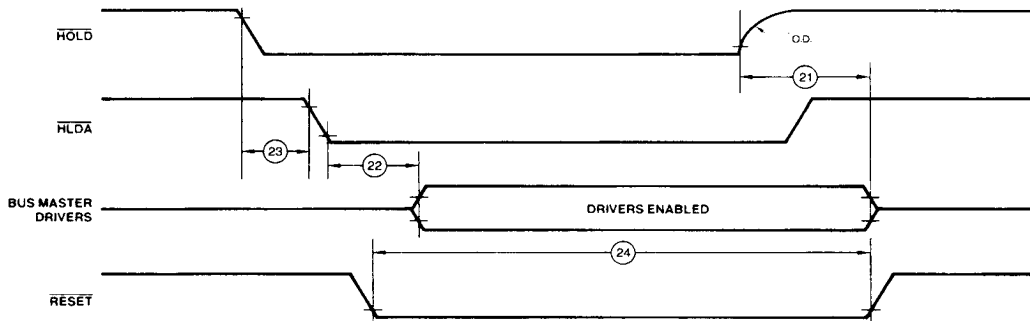 HOLD
O.D.
21
HLDA
23
22
BUS MASTER
DRIVERS
DRIVERS ENABLED
24
RESET